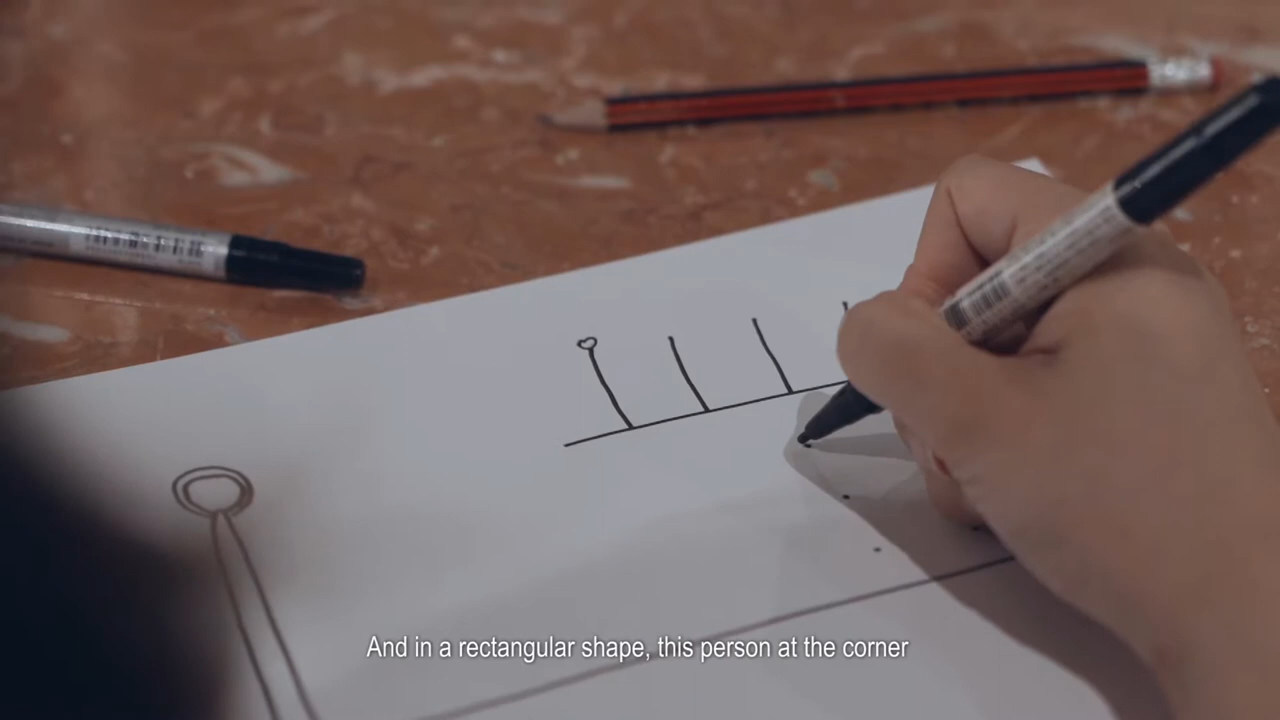 And in a rectangular shape, this person at the corner